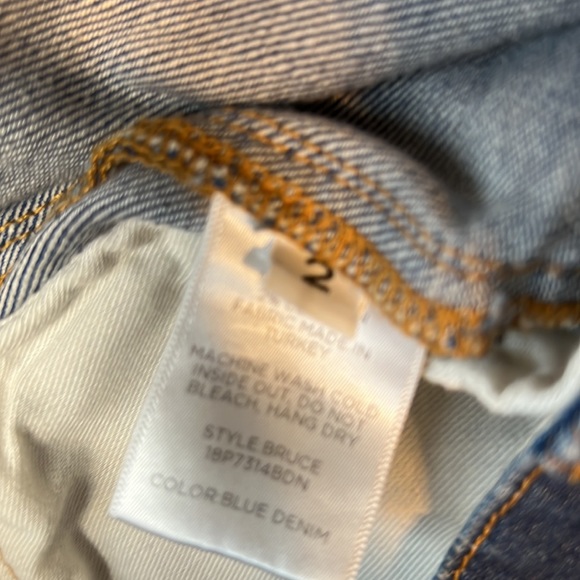 2
FABRIC MADE IN
TURKEY
MACHINE WASH COLD
INSIDE OUT, DO NOT
BLEACH, HANG DRY
STYLE:BRUCE
18P7314BDN
COLOR:BLUE DENIM